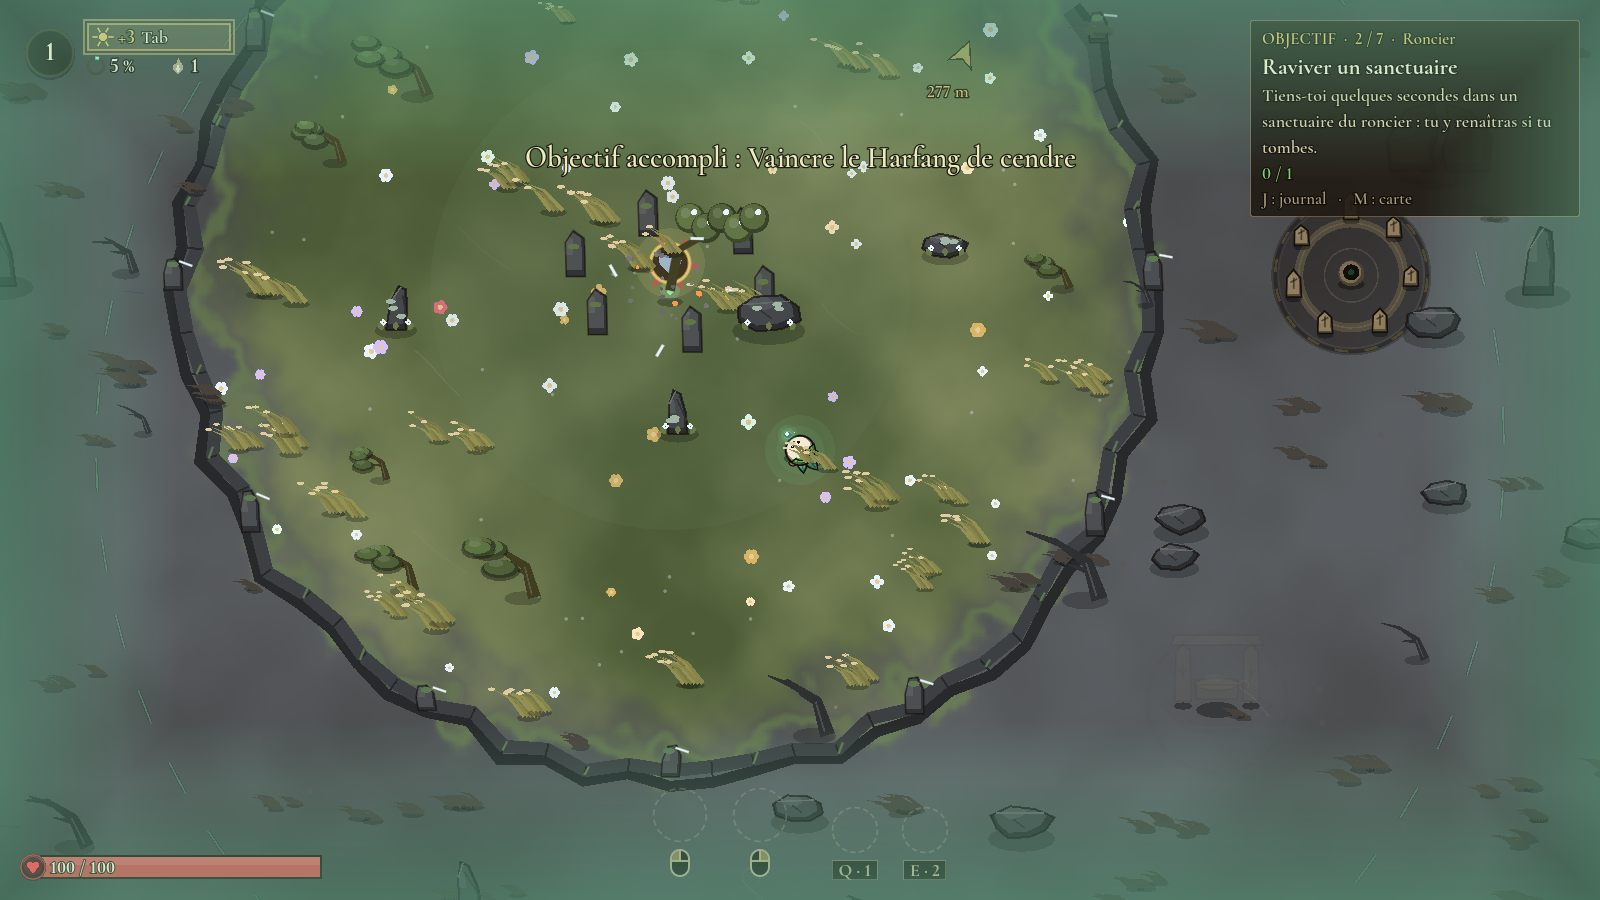 1
+3 Tab
5 %
1
277 m
OBJECTIF · 2 / 7 · Roncier
Raviver un sanctuaire
Tiens-toi quelques secondes dans un
sanctuaire du roncier : tu y renaîtras si tu
tombes.
0 / 1
J : journal · M : carte
Objectif accompli : Vaincre le Harfang de cendre
100 / 100
Q · 1
E · 2